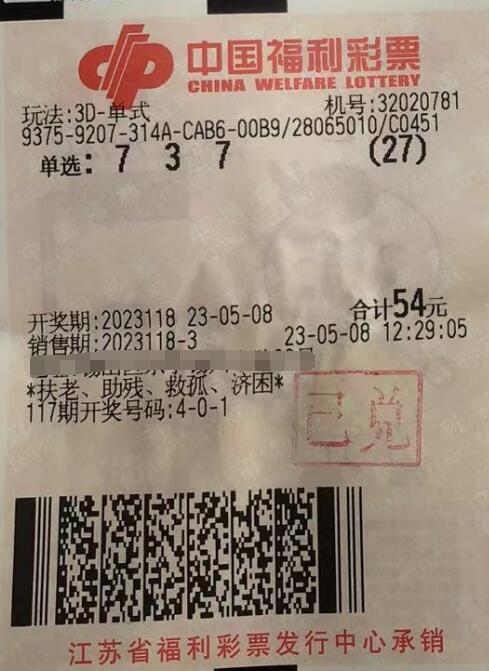 中国福利彩票
CHINA WELFARE LOTTERY
玩法:3D-单式 机号:32020781
9375-9207-314A-CAB6-00B9/28065010/C0451
单选: 7 3 7 (27)
开奖期:2023118 23-05-08 合计54元
销售期:2023118-3 23-05-08 12:29:05
*扶老、助残、救孤、济困*
117期开奖号码:4-0-1
已兑
江苏省福利彩票发行中心承销